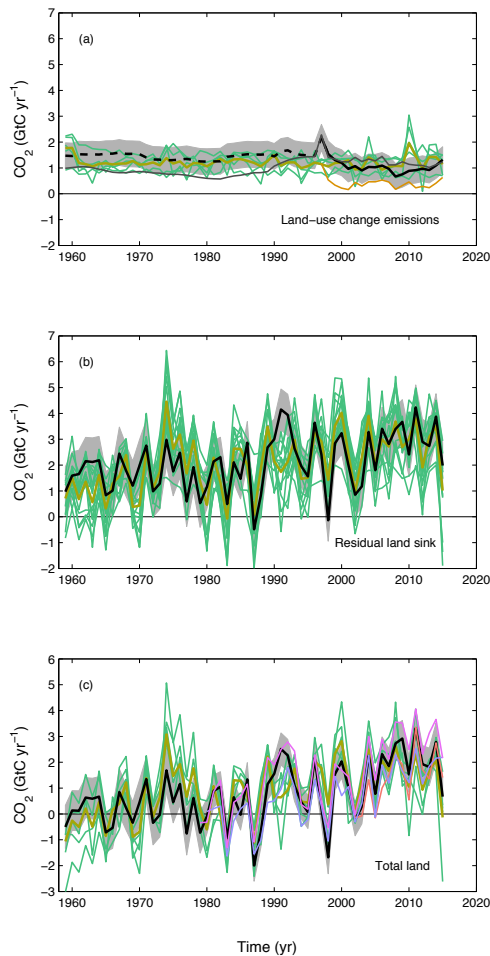 (a)
CO2 (GtC yr−1)
4
3
2
1
0
−1
−2
Land−use change emissions
1960 1970 1980 1990 2000 2010 2020
(b)
CO2 (GtC yr−1)
7
6
5
4
3
2
1
0
−1
−2
Residual land sink
1960 1970 1980 1990 2000 2010 2020
(c)
CO2 (GtC yr−1)
6
5
4
3
2
1
0
−1
−2
−3
Total land
1960 1970 1980 1990 2000 2010 2020
Time (yr)